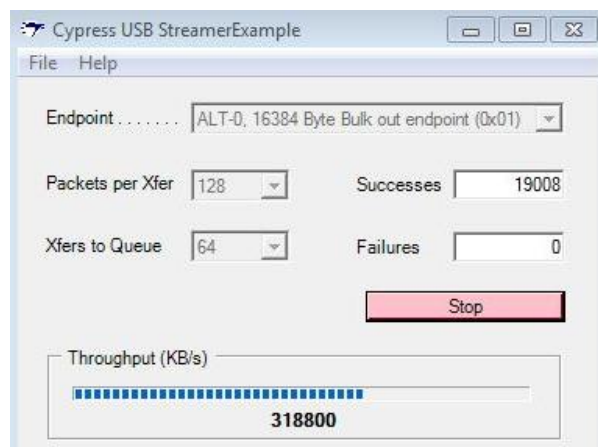 Cypress USB StreamerExample
File Help
Endpoint . . . . . . . ALT-0, 16384 Byte Bulk out endpoint (0x01)
Packets per Xfer 128 Successes 19008
Xfers to Queue 64 Failures 0
Stop
Throughput (KB/s)
318800